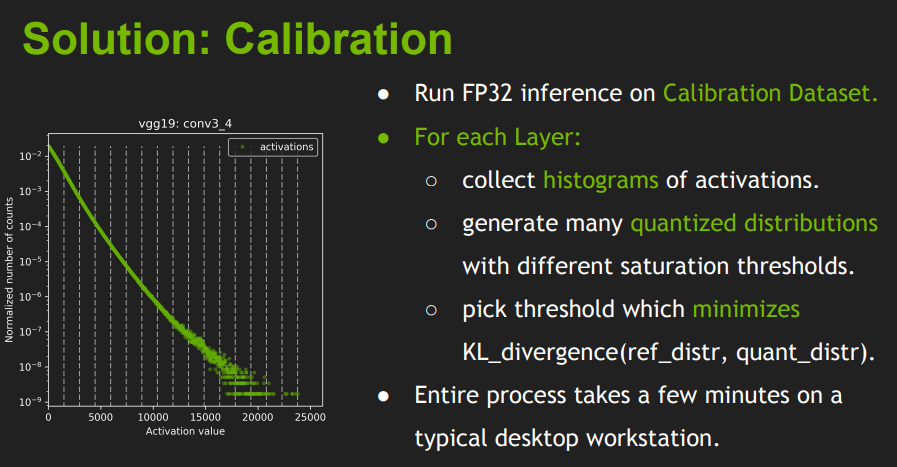 Solution: Calibration
vgg19: conv3_4
activations
Normalized number of counts
10⁻²
10⁻³
10⁻⁴
10⁻⁵
10⁻⁶
10⁻⁷
10⁻⁸
10⁻⁹
0 5000 10000 15000 20000 25000
Activation value
● Run FP32 inference on Calibration Dataset.
● For each Layer:
○ collect histograms of activations.
○ generate many quantized distributions
with different saturation thresholds.
○ pick threshold which minimizes
KL_divergence(ref_distr, quant_distr).
● Entire process takes a few minutes on a
typical desktop workstation.